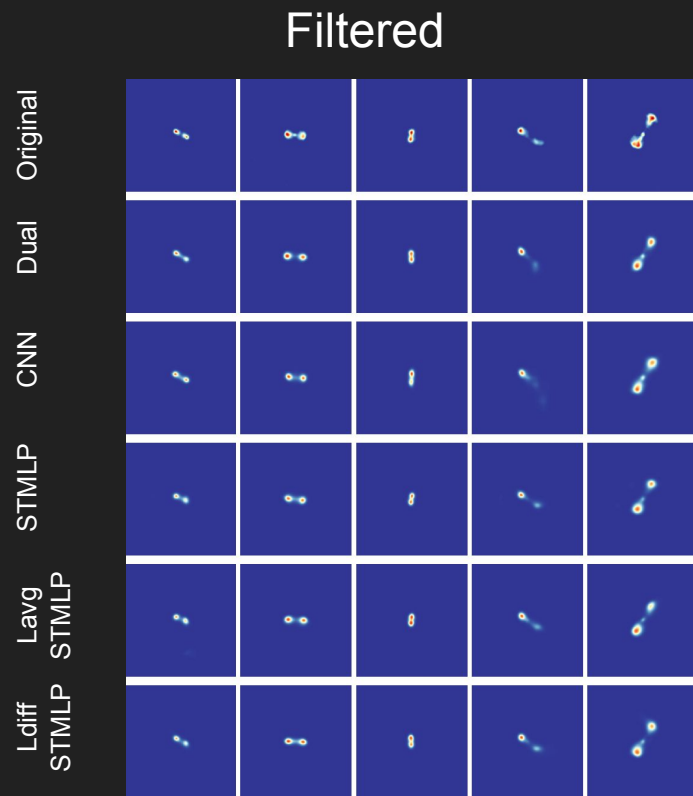 Filtered
Original
Dual
CNN
STMLP
Lavg
STMLP
Ldiff
STMLP